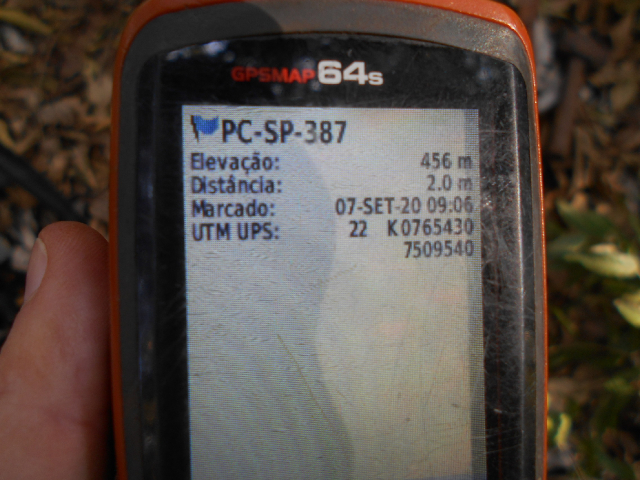 GPSMAP 64s
PC-SP-387
Elevação: 456 m
Distância: 2.0 m
Marcado: 07-SET-20 09:06
UTM UPS: 22 K 0765430
7509540